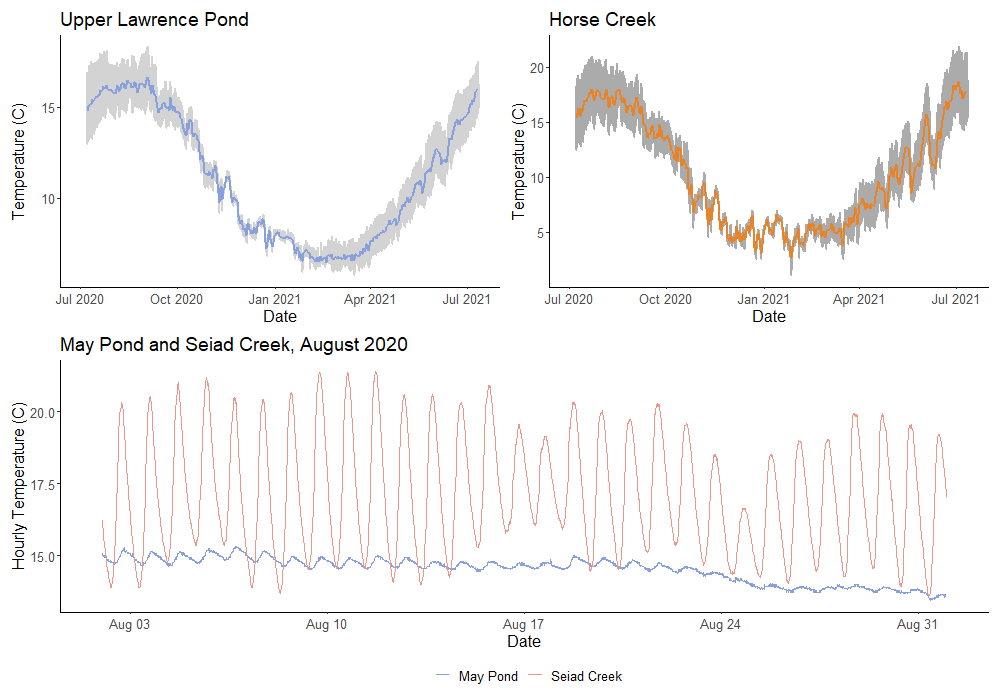 Upper Lawrence Pond
Temperature (C)
15
10
Jul 2020 Oct 2020 Jan 2021 Apr 2021 Jul 2021
Date
Horse Creek
Temperature (C)
20
15
10
5
Jul 2020 Oct 2020 Jan 2021 Apr 2021 Jul 2021
Date
May Pond and Seiad Creek, August 2020
Hourly Temperature (C)
20.0
17.5
15.0
Aug 03 Aug 10 Aug 17 Aug 24 Aug 31
Date
May Pond Seiad Creek